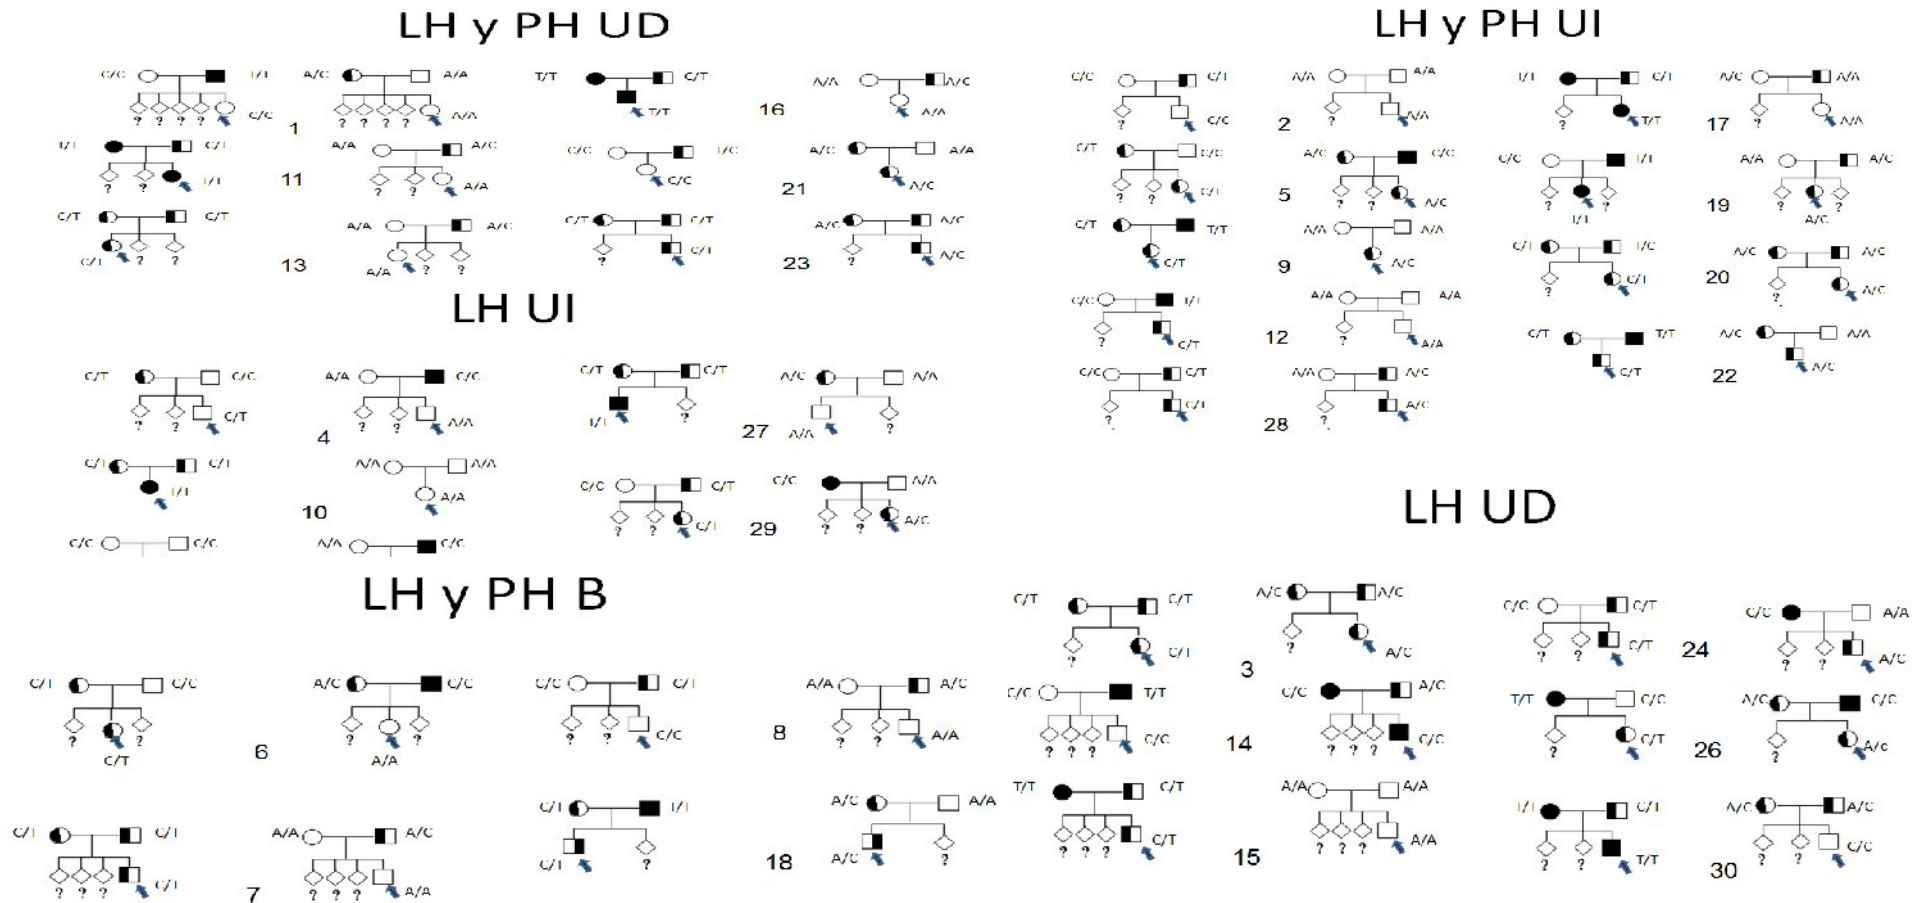 LH y PH UD
C/C T/T A/C A/A T/T C/T A/A A/C
? ? ? ? C/C 1 ? ? ? ? A/A T/T 16 A/A
T/T C/T A/A A/C C/C T/C A/C A/A
? ? T/T 11 ? ? A/A C/C 21 A/C
C/T C/T A/A A/C C/T C/T A/C A/C
C/T ? ? 13 A/A ? ? ? C/T 23 ? A/C
LH UI
C/T C/C A/A C/C C/T C/T A/C A/A
? ? C/T 4 ? ? A/A T/T ? 27 A/A ?
C/T C/T A/A A/A C/C C/T C/C A/A
T/T 10 A/A ? ? C/T 29 ? ? A/C
C/C C/C A/A C/C
LH y PH B
C/T C/C A/C C/C C/C C/T A/A A/C
? ? 6 ? ? ? ? C/C 8 ? ? A/A
C/T A/A
C/T C/T A/A A/C C/T T/T A/C A/A
? ? ? C/T 7 ? ? ? A/A C/T ? 18 A/C ?
LH y PH UI
C/C C/T A/A A/A T/T C/T A/C A/A
? C/C 2 ? A/A ? T/T 17 ? A/A
C/T C/C A/C C/C C/C T/T A/A A/C
? ? C/T 5 ? ? A/C ? ? 19 ? ?
T/T A/C
C/T T/T A/A A/A C/T T/C A/C A/C
C/T 9 A/C ? C/T 20 ? A/C
C/C T/T A/A A/A C/T T/T A/C A/A
? C/T 12 ? A/A C/T 22 A/C
C/C C/T A/A A/C
? C/T 28 ? A/C
LH UD
C/T C/T A/C A/C C/C C/T C/C A/A
? C/T 3 ? A/C ? ? C/T 24 ? ? A/C
C/C T/T C/C A/C T/T C/C A/C C/C
? ? ? C/C 14 ? ? ? C/C ? C/T 26 ? A/c
T/T C/T A/A A/A T/T C/T A/C A/C
? ? ? C/T 15 ? ? ? A/A ? ? T/T 30 ? ? C/C